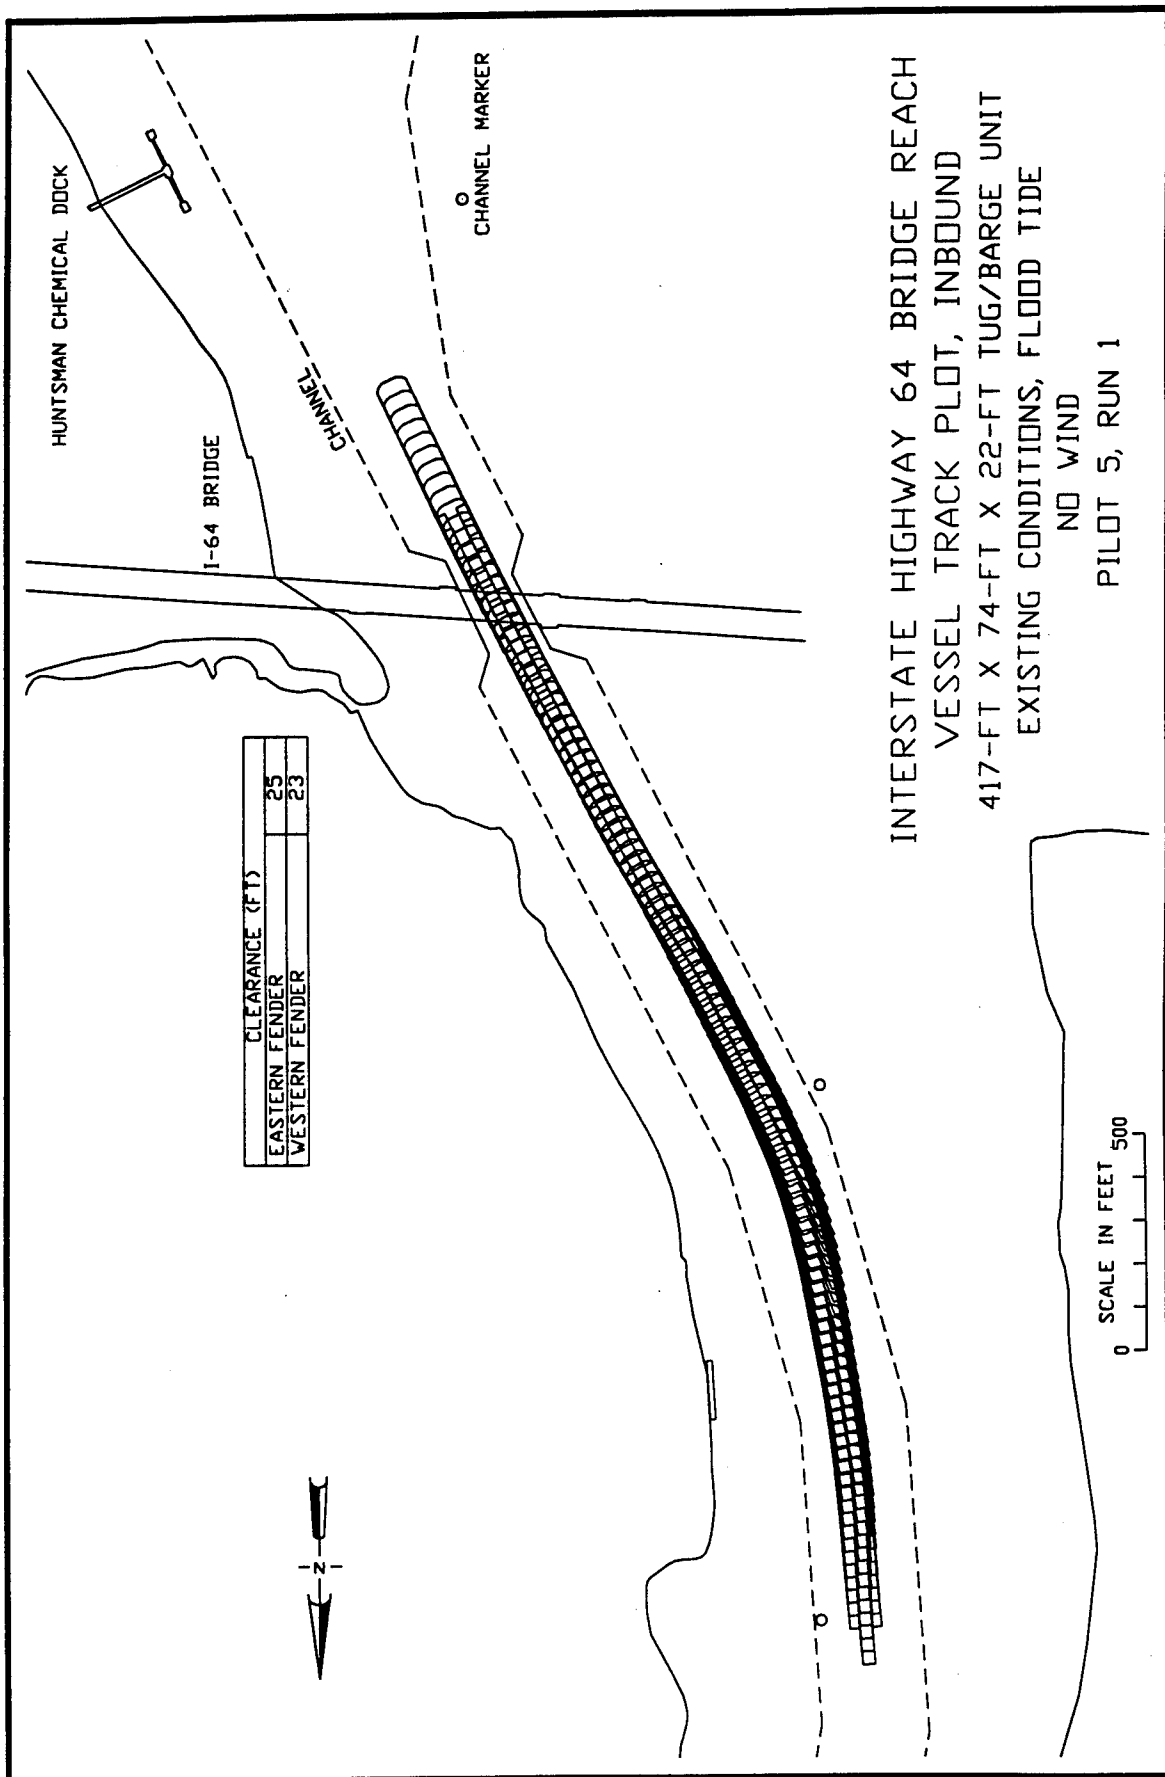 HUNTSMAN CHEMICAL DOCK
CHANNEL MARKER
CHANNEL
I-64 BRIDGE
CLEARANCE (FT)
EASTERN FENDER 25
WESTERN FENDER 23
N
SCALE IN FEET
0 500
INTERSTATE HIGHWAY 64 BRIDGE REACH
VESSEL TRACK PLOT, INBOUND
417-FT X 74-FT X 22-FT TUG/BARGE UNIT
EXISTING CONDITIONS, FLOOD TIDE
NO WIND
PILOT 5, RUN 1